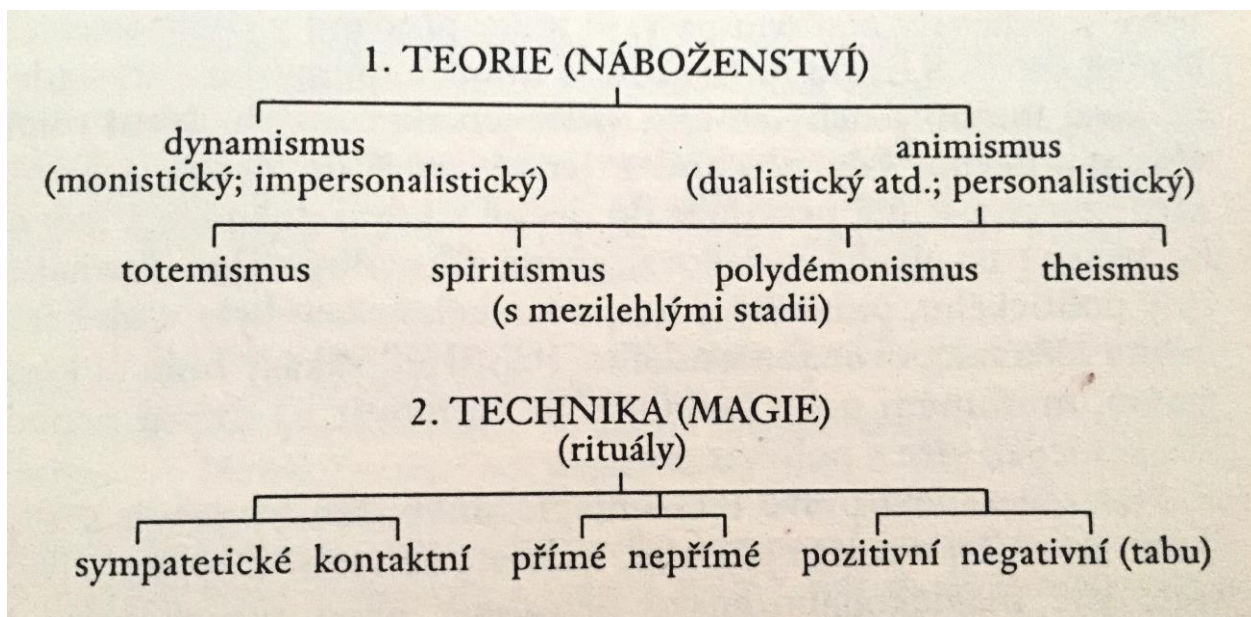 1. TEORIE (NÁBOŽENSTVÍ)
dynamismus animismus
(monistický; impersonalistický) (dualistický atd.; personalistický)
totemismus spiritismus polydémonismus theismus
(s mezilehlými stadii)
2. TECHNIKA (MAGIE)
(rituály)
sympatetické kontaktní přímé nepřímé pozitivní negativní (tabu)